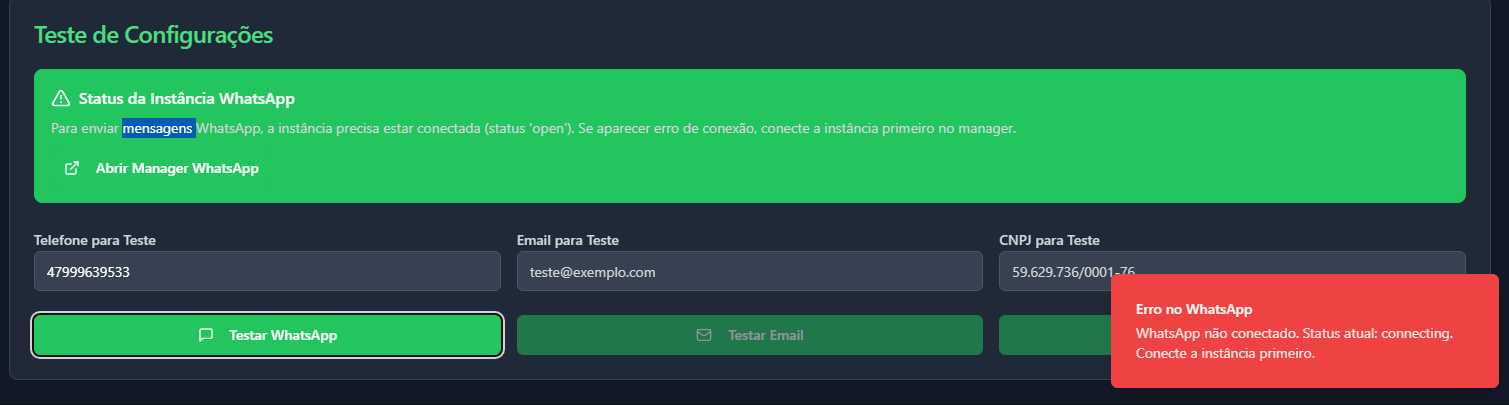 Teste de Configurações
Status da Instância WhatsApp
Para enviar mensagens WhatsApp, a instância precisa estar conectada (status 'open'). Se aparecer erro de conexão, conecte a instância primeiro no manager.
Abrir Manager WhatsApp
Telefone para Teste
Email para Teste
CNPJ para Teste
47999639533
teste@exemplo.com
59.629.736/0001-76
Testar WhatsApp
Testar Email
Erro no WhatsApp
WhatsApp não conectado. Status atual: connecting.
Conecte a instância primeiro.